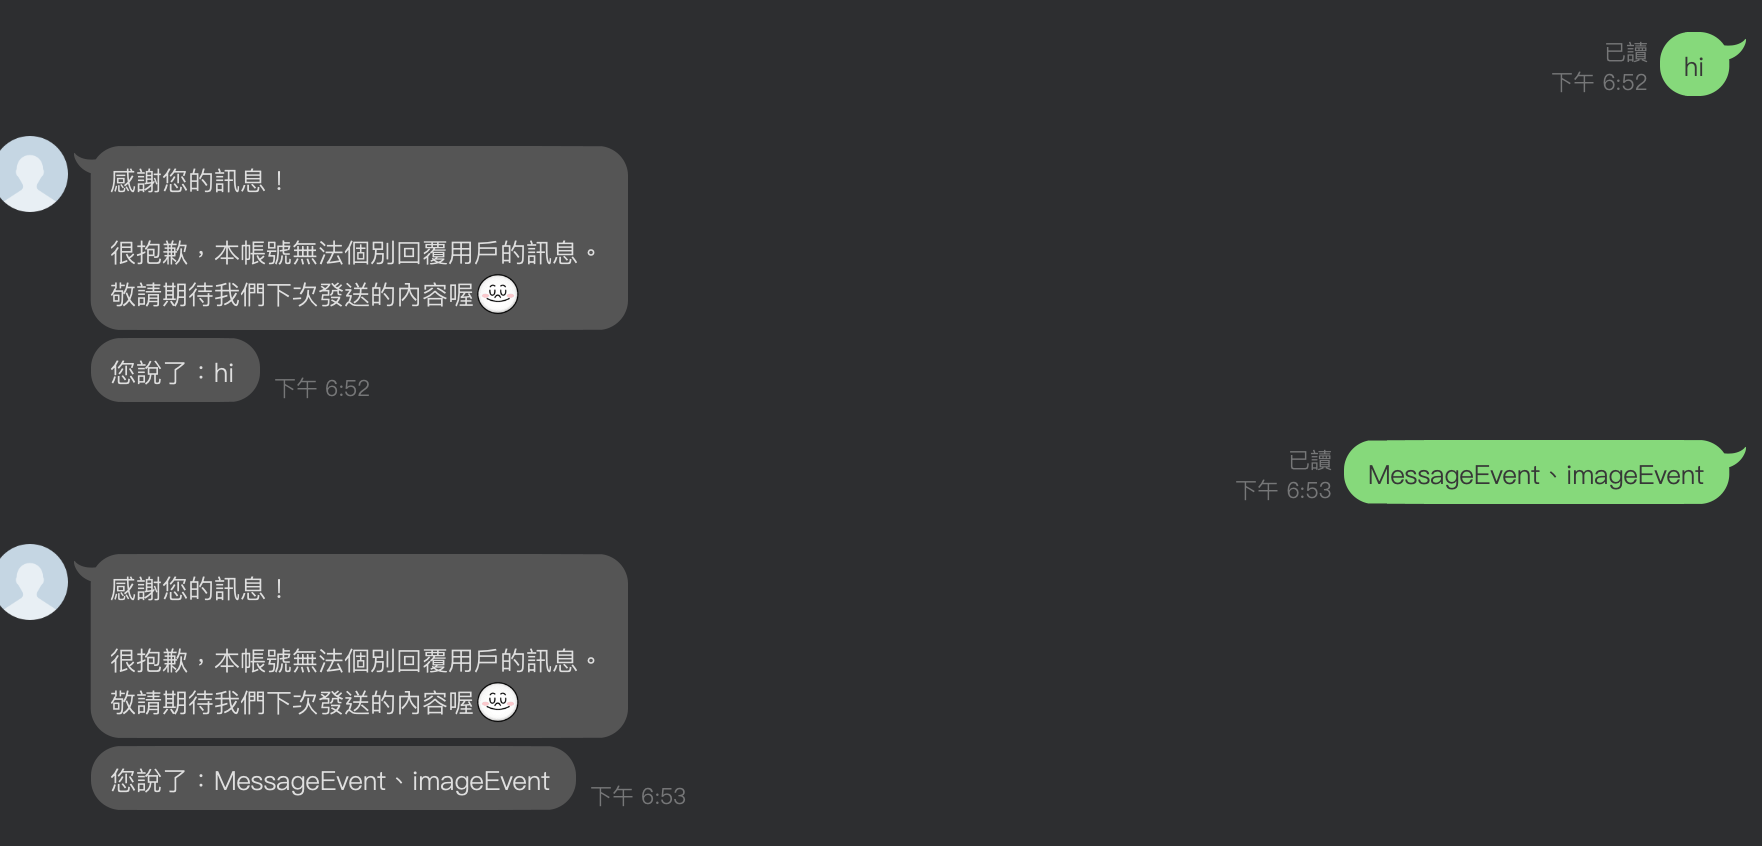 已讀
下午 6:52
hi
感謝您的訊息！
很抱歉，本帳號無法個別回覆用戶的訊息。
敬請期待我們下次發送的內容喔
您說了：hi
下午 6:52
已讀
下午 6:53
MessageEvent、imageEvent
感謝您的訊息！
很抱歉，本帳號無法個別回覆用戶的訊息。
敬請期待我們下次發送的內容喔
您說了：MessageEvent、imageEvent
下午 6:53